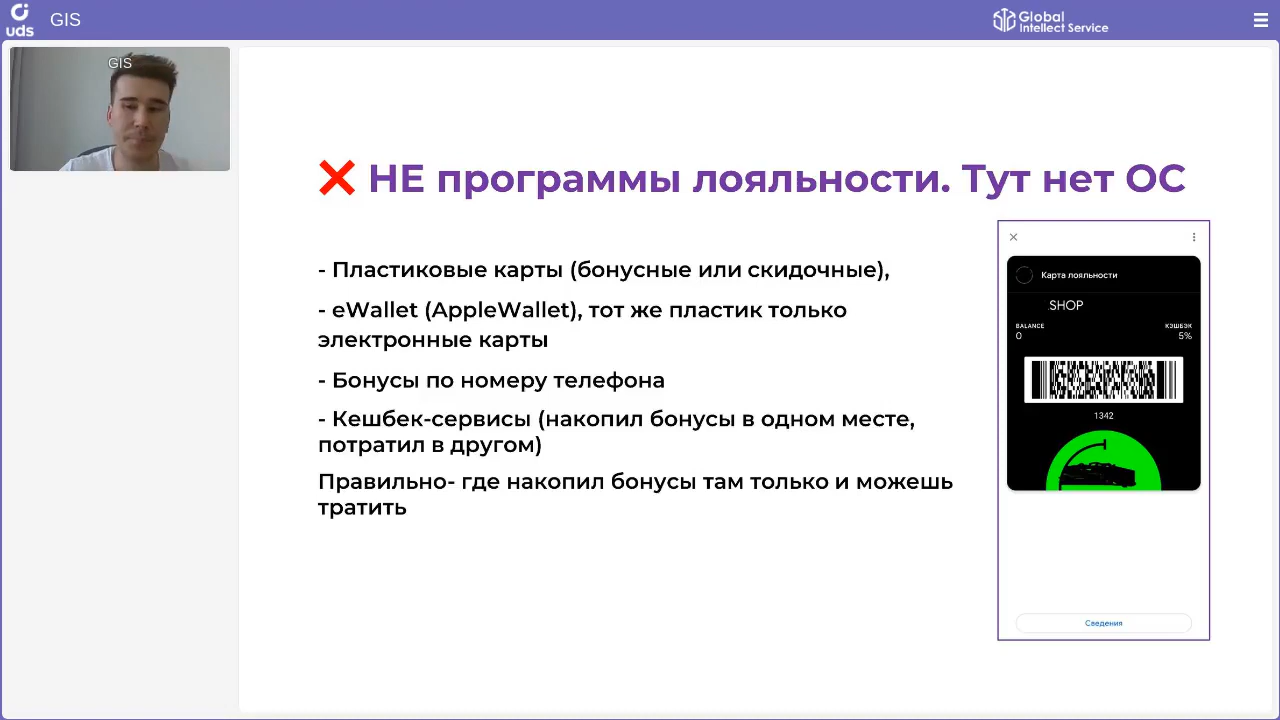 uds
GIS
Global
Intellect Service
GIS
❌ НЕ программы лояльности. Тут нет ОС
- Пластиковые карты (бонусные или скидочные),
- eWallet (AppleWallet), тот же пластик только
электронные карты
- Бонусы по номеру телефона
- Кешбек-сервисы (накопил бонусы в одном месте,
потратил в другом)
Правильно- где накопил бонусы там только и можешь
тратить
Карта лояльности
.SHOP
BALANCE КЭШБЭК
0 5%
1342
Сведения